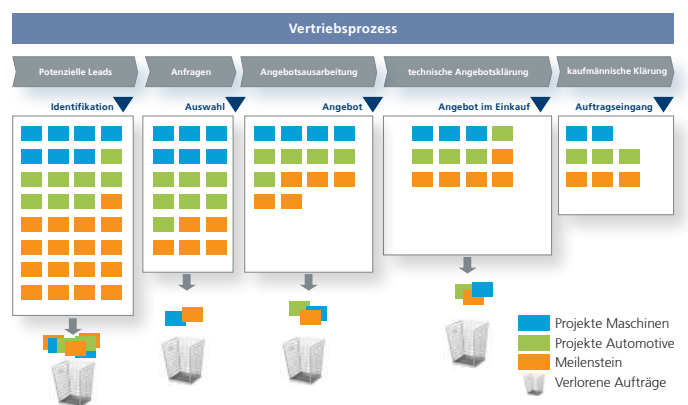 Vertriebsprozess
Potenzielle Leads
Anfragen
Angebotsausarbeitung
technische Angebotsklärung
kaufmännische Klärung
Identifikation
Auswahl
Angebot
Angebot im Einkauf
Auftragseingang
Projekte Maschinen
Projekte Automotive
Meilenstein
Verlorene Aufträge